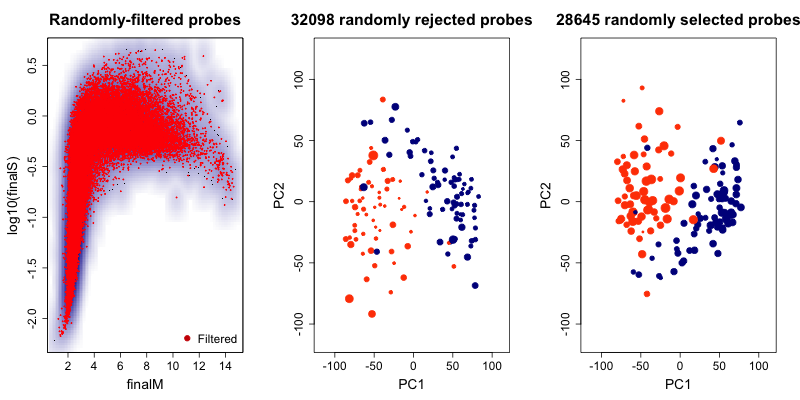 Randomly-filtered probes
log10(finalS)
0.5
0.0
-0.5
-1.0
-1.5
-2.0
2 4 6 8 10 12 14
finalM
Filtered
32098 randomly rejected probes
PC2
100
50
0
-50
-100
-100 -50 0 50 100
PC1
28645 randomly selected probes
PC2
100
50
0
-50
-100
-100 -50 0 50 100
PC1